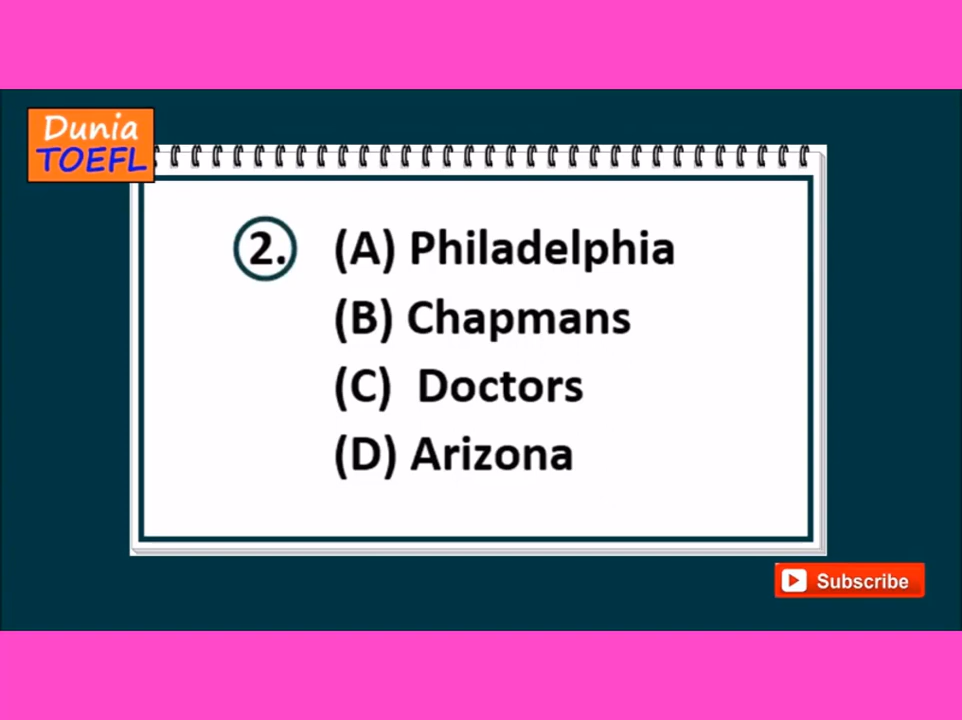 Dunia
TOEFL
2. (A) Philadelphia
(B) Chapmans
(C) Doctors
(D) Arizona
Subscribe